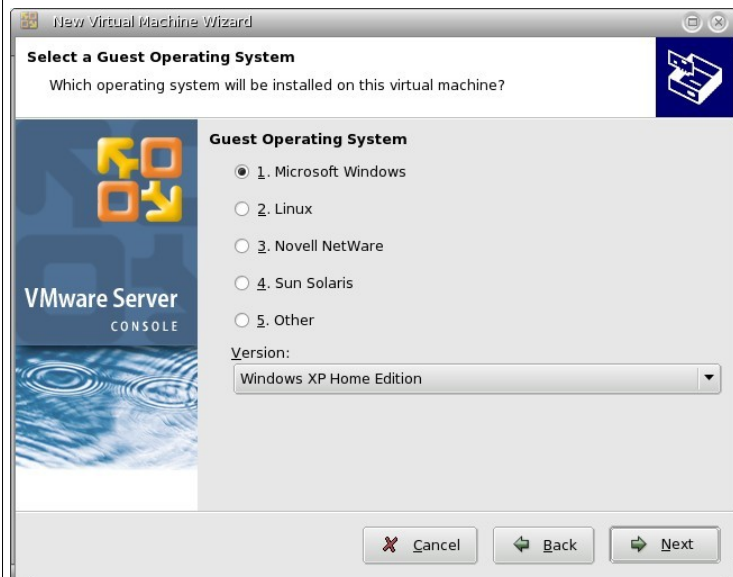 New Virtual Machine Wizard
Select a Guest Operating System
Which operating system will be installed on this virtual machine?
Guest Operating System
1. Microsoft Windows
2. Linux
3. Novell NetWare
4. Sun Solaris
5. Other
VMware Server
CONSOLE
Version:
Windows XP Home Edition
Cancel
Back
Next